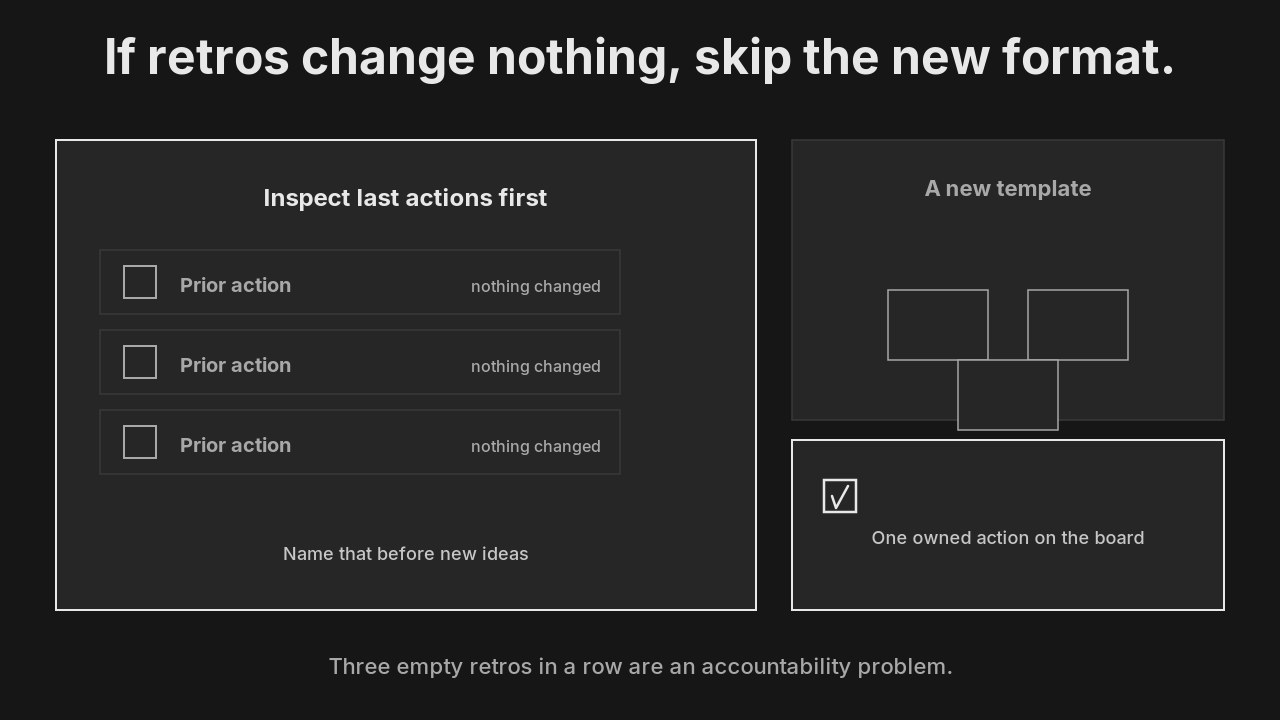 If retros change nothing, skip the new format.
Inspect last actions first
Prior action
nothing changed
Prior action
nothing changed
Prior action
nothing changed
Name that before new ideas
A new template
One owned action on the board
Three empty retros in a row are an accountability problem.